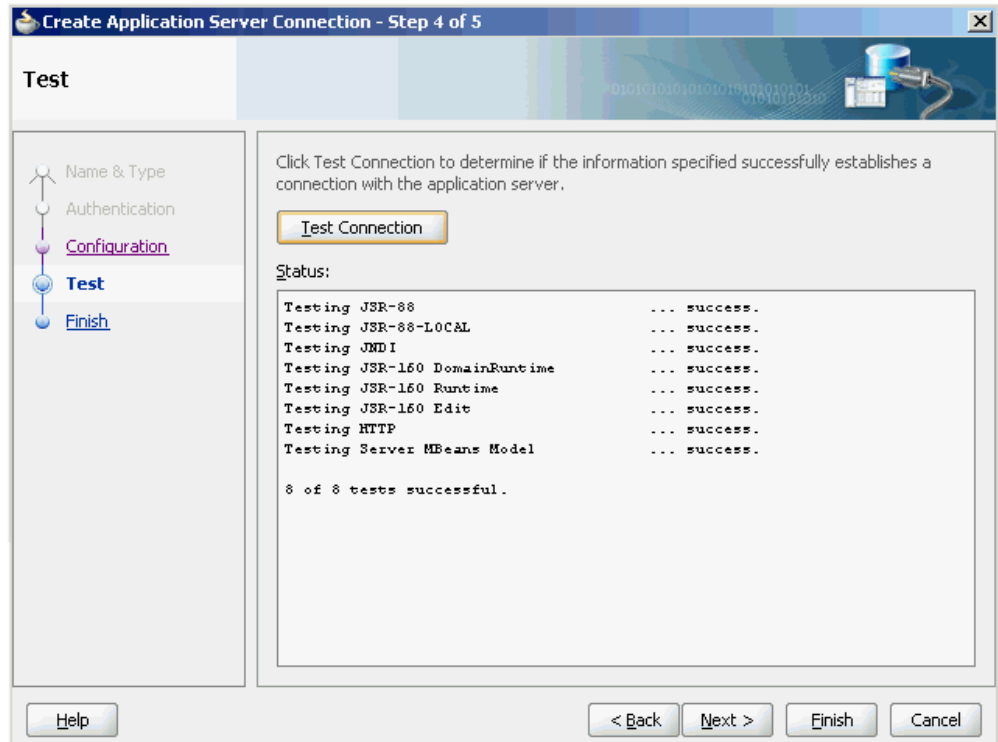 Create Application Server Connection - Step 4 of 5
Test
Name & Type
Authentication
Configuration
Test
Finish
Click Test Connection to determine if the information specified successfully establishes a
connection with the application server.
Test Connection
Status:
Testing JSR-88 ... success.
Testing JSR-88-LOCAL ... success.
Testing JNDI ... success.
Testing JSR-160 DomainRuntime ... success.
Testing JSR-160 Runtime ... success.
Testing JSR-160 Edit ... success.
Testing HTTP ... success.
Testing Server MBeans Model ... success.
8 of 8 tests successful.
Help
< Back
Next >
Finish
Cancel